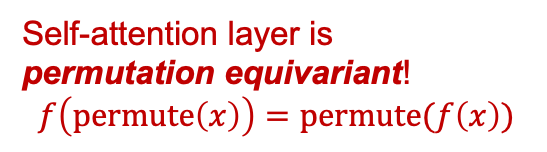 Self-attention layer is
permutation equivariant!
f(permute(x)) = permute(f(x))